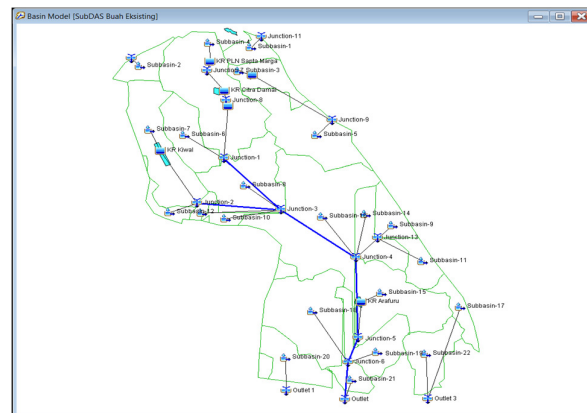 Basin Model [SubDAS Buah Eksisting]
Subbasin-4
Junction-11
Subbasin-1
KR PLN Sapta Marga
Subbasin-2
Junction-7
Subbasin-3
KR Citra Damai
Junction-8
Subbasin-7
Subbasin-6
Junction-9
Subbasin-5
KR Kiwal
Junction-1
Subbasin-8
Junction-2
Junction-3
Subbasin-12
Subbasin-10
Subbasin-14
Subbasin-9
Junction-13
Junction-4
Subbasin-11
Subbasin-15
KR Arafuru
Subbasin-17
Junction-5
Subbasin-20
Junction-6
Subbasin-22
Subbasin-21
Outlet 1
Outlet
Outlet 3